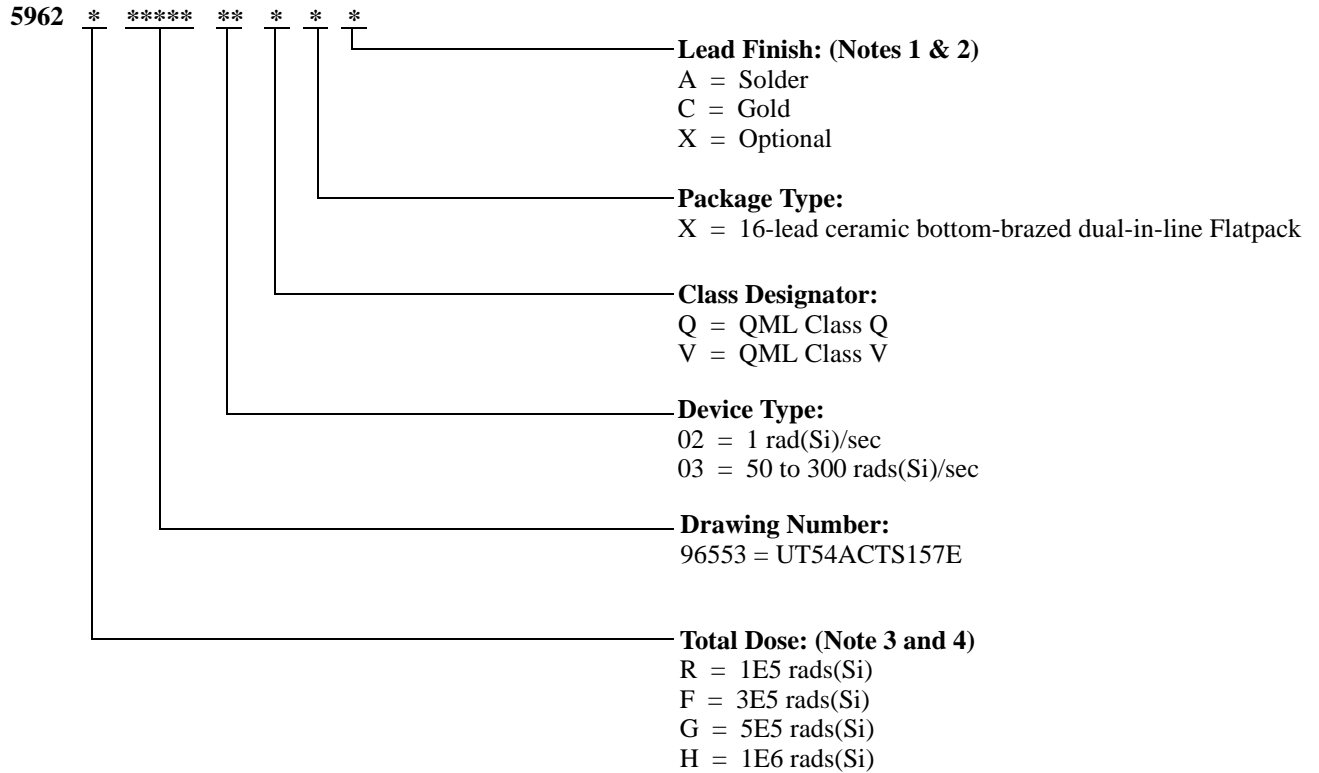 5962 * ***** ** * * *
Lead Finish: (Notes 1 & 2)
A = Solder
C = Gold
X = Optional
Package Type:
X = 16-lead ceramic bottom-brazed dual-in-line Flatpack
Class Designator:
Q = QML Class Q
V = QML Class V
Device Type:
02 = 1 rad(Si)/sec
03 = 50 to 300 rads(Si)/sec
Drawing Number:
96553 = UT54ACTS157E
Total Dose: (Note 3 and 4)
R = 1E5 rads(Si)
F = 3E5 rads(Si)
G = 5E5 rads(Si)
H = 1E6 rads(Si)